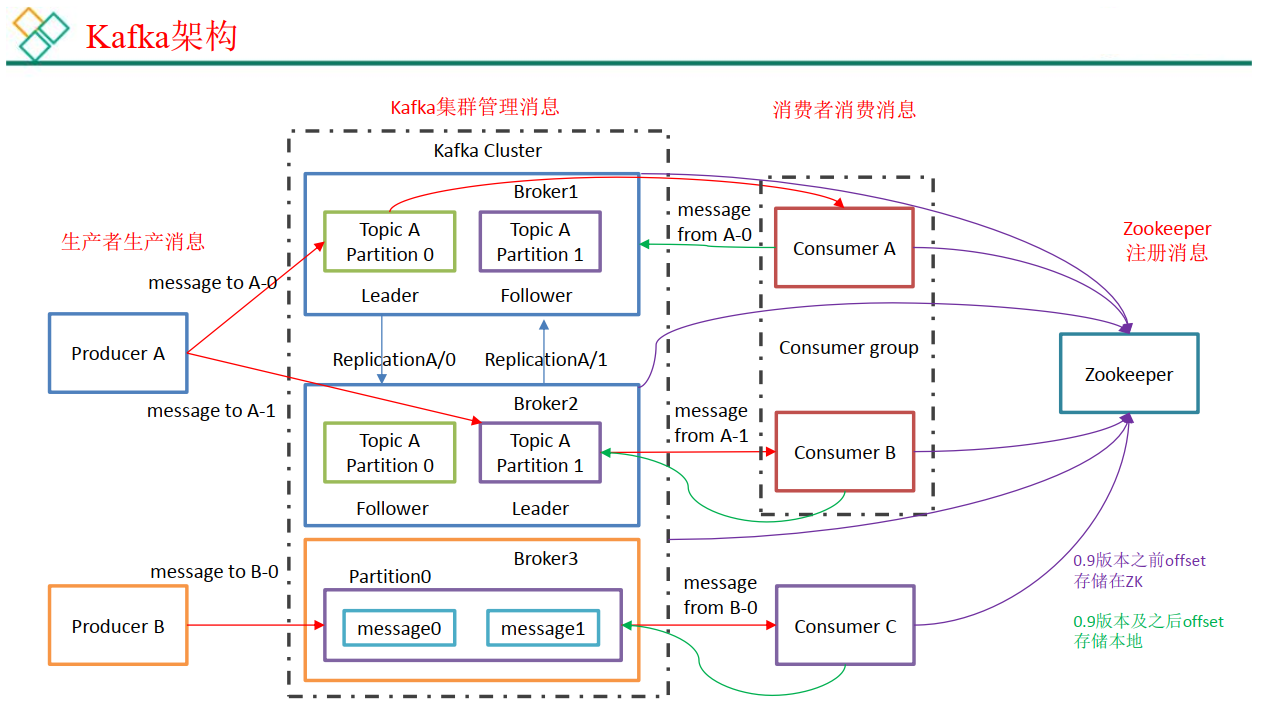 Kafka架构
Kafka集群管理消息
消费者消费消息
生产者生产消息
Zookeeper
注册消息
Kafka Cluster
Broker1
Topic A
Partition 0
Topic A
Partition 1
Leader
Follower
message to A-0
message
from A-0
Consumer A
Producer A
ReplicationA/0
ReplicationA/1
Consumer group
Zookeeper
message to A-1
Broker2
Topic A
Partition 0
Topic A
Partition 1
Follower
Leader
message
from A-1
Consumer B
message to B-0
Broker3
Partition0
message0
message1
Producer B
message
from B-0
Consumer C
0.9版本之前offset
存储在ZK
0.9版本及之后offset
存储本地